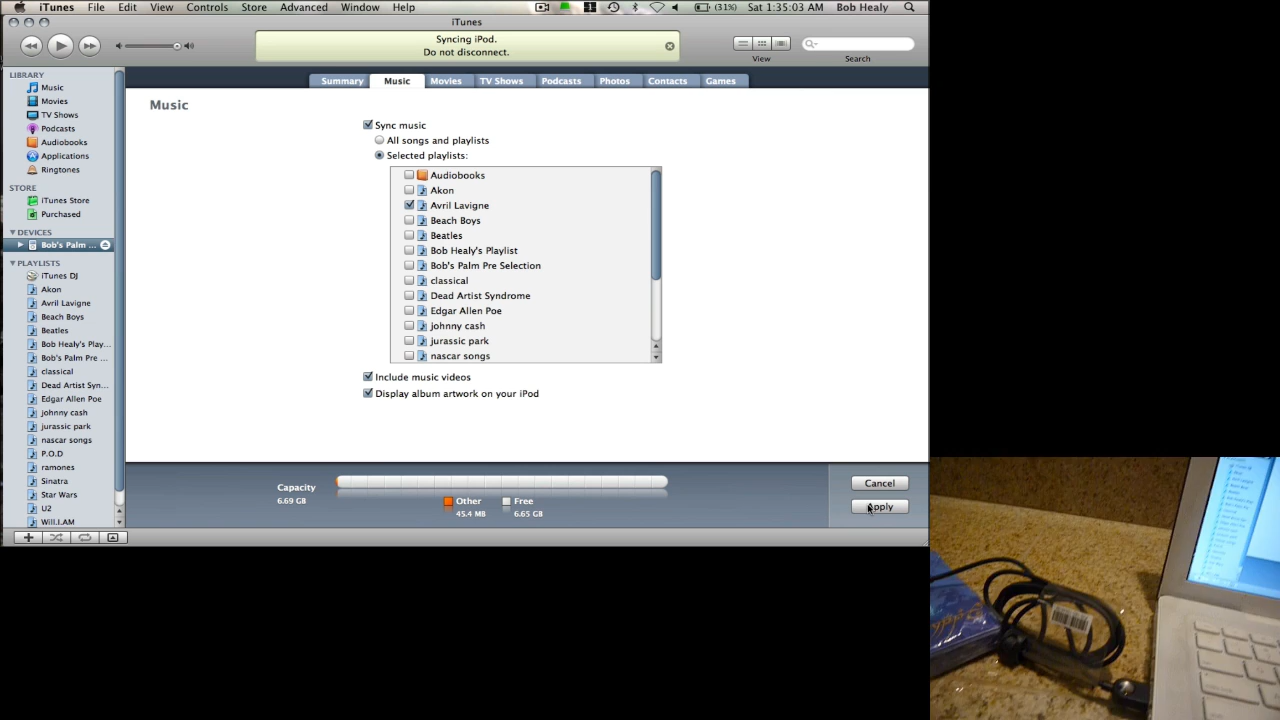 iTunes File Edit View Controls Store Advanced Window Help (31%) Sat 1:35:03 AM Bob Healy
iTunes
Syncing iPod.
Do not disconnect.
View
Search
Summary Music Movies TV Shows Podcasts Photos Contacts Games
LIBRARY
Music
Movies
TV Shows
Podcasts
Audiobooks
Applications
Ringtones
STORE
iTunes Store
Purchased
DEVICES
Bob's Palm ...
PLAYLISTS
iTunes DJ
Akon
Avril Lavigne
Beach Boys
Beatles
Bob Healy's Play...
Bob's Palm Pre ...
classical
Dead Artist Syn...
Edgar Allen Poe
johnny cash
jurassic park
nascar songs
P.O.D
ramones
Sinatra
Star Wars
U2
Will.I.AM
Music
Sync music
All songs and playlists
Selected playlists:
Audiobooks
Akon
Avril Lavigne
Beach Boys
Beatles
Bob Healy's Playlist
Bob's Palm Pre Selection
classical
Dead Artist Syndrome
Edgar Allen Poe
johnny cash
jurassic park
nascar songs
Include music videos
Display album artwork on your iPod
Capacity
6.69 GB
Other
45.4 MB
Free
6.65 GB
Cancel
Apply